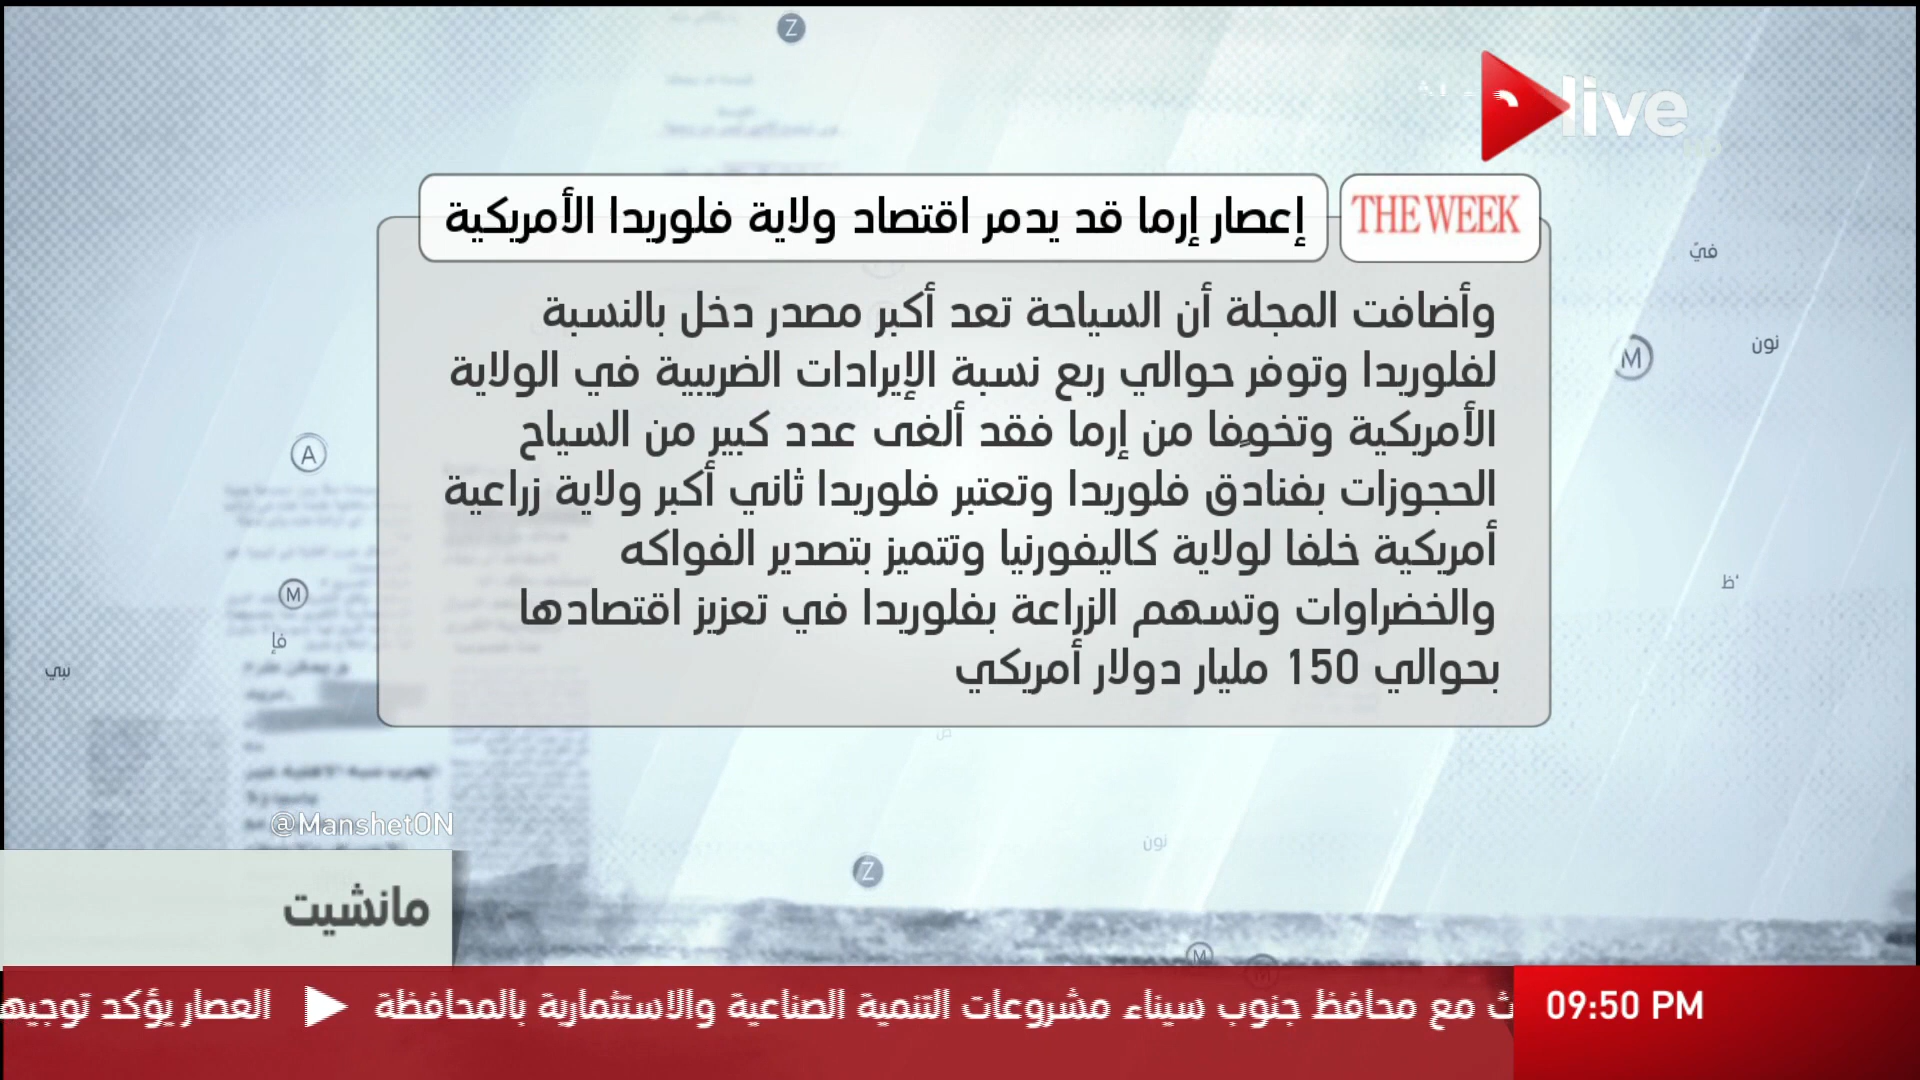 live
THE WEEK
إعصار إرما قد يدمر اقتصاد ولاية فلوريدا الأمريكية
وأضافت المجلة أن السياحة تعد أكبر مصدر دخل بالنسبة
لفلوريدا وتوفر حوالي ربع نسبة الإيرادات الضريبية في الولاية
الأمريكية وتخوفا من إرما فقد ألغى عدد كبير من السياح
الحجوزات بفنادق فلوريدا وتعتبر فلوريدا ثاني أكبر ولاية زراعية
أمريكية خلفا لولاية كاليفورنيا وتتميز بتصدير الفواكه
والخضراوات وتسهم الزراعة بفلوريدا في تعزيز اقتصادها
بحوالي 150 مليار دولار أمريكي
Z
A
M
M
نون
نون
Z
M
@ManshetON
مانشيت
مع محافظ جنوب سيناء مشروعات التنمية الصناعية والاستثمارية بالمحافظة
العصار يؤكد
09:50 PM